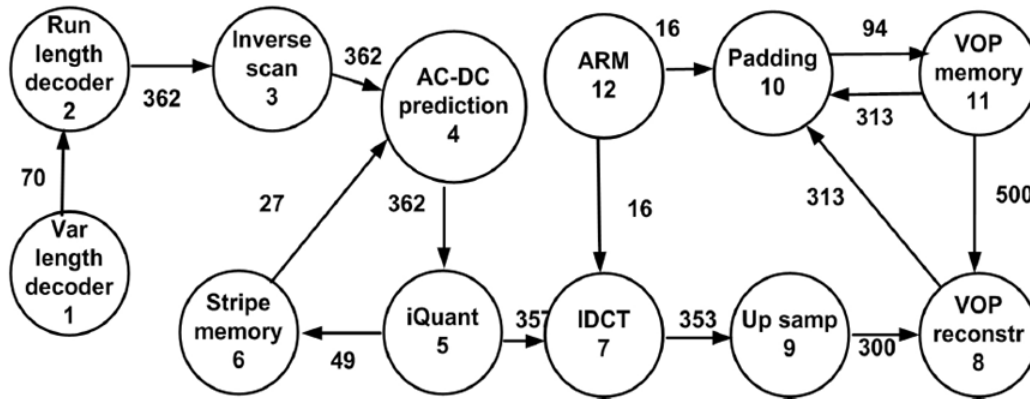 Run
length
decoder
2
362
Inverse
scan
3
362
AC-DC
prediction
4
ARM
12
16
Padding
10
94
313
VOP
memory
11
70
Var
length
decoder
1
27
362
16
313
500
Stripe
memory
6
49
iQuant
5
357
IDCT
7
353
Up samp
9
300
VOP
reconstr
8